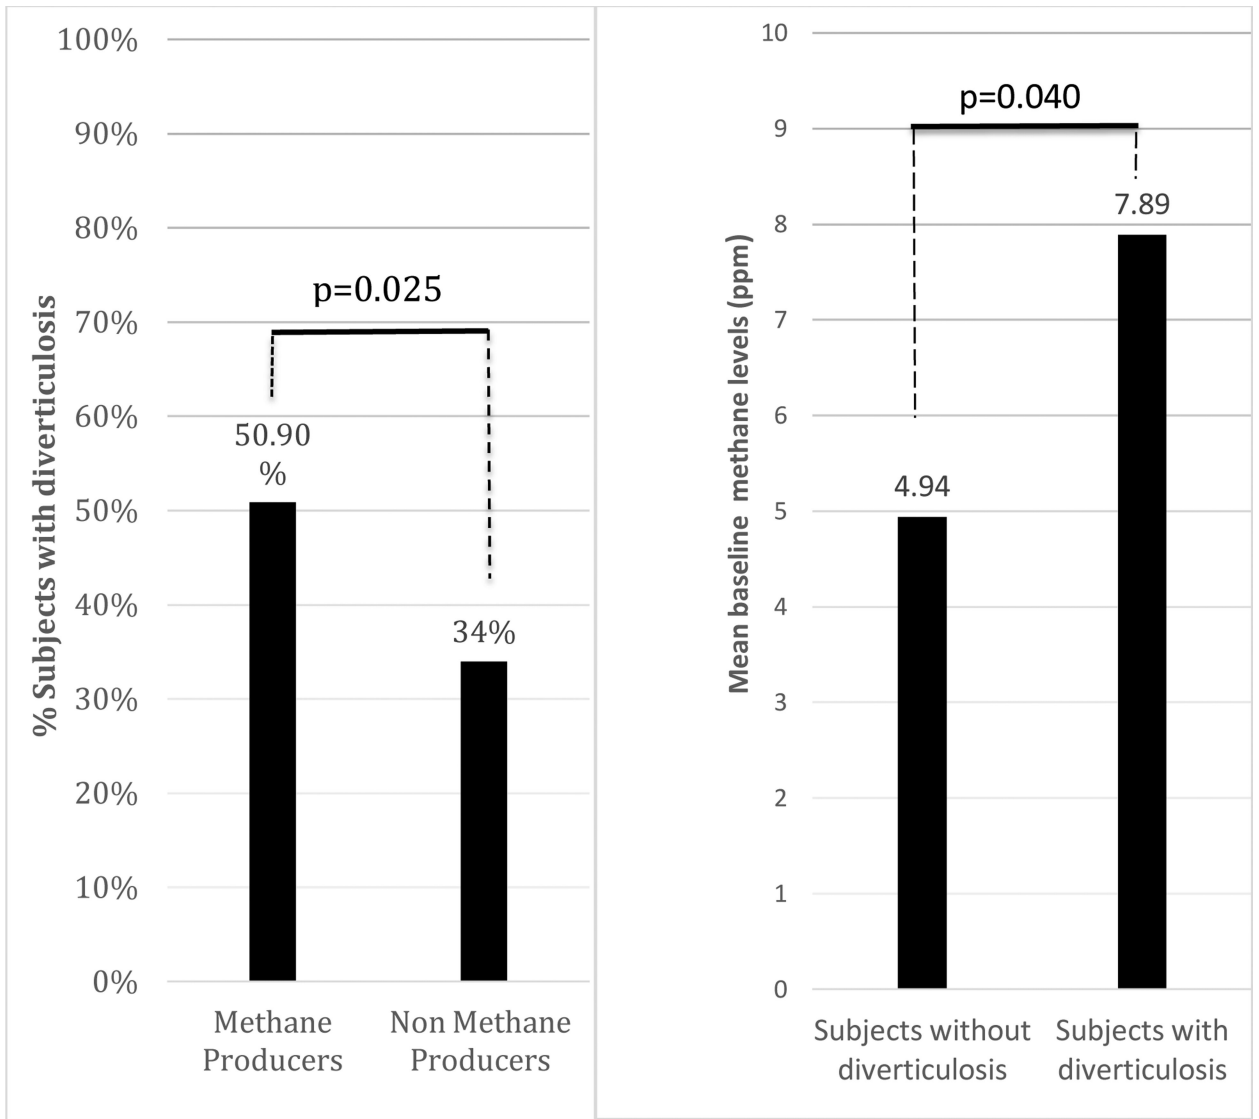 100%
90%
80%
70%
60%
50%
40%
30%
20%
10%
0%
% Subjects with diverticulosis
p=0.025
50.90
%
34%
Methane
Producers
Non Methane
Producers
10
9
8
7
6
5
4
3
2
1
0
Mean baseline methane levels (ppm)
p=0.040
4.94
7.89
Subjects without
diverticulosis
Subjects with
diverticulosis